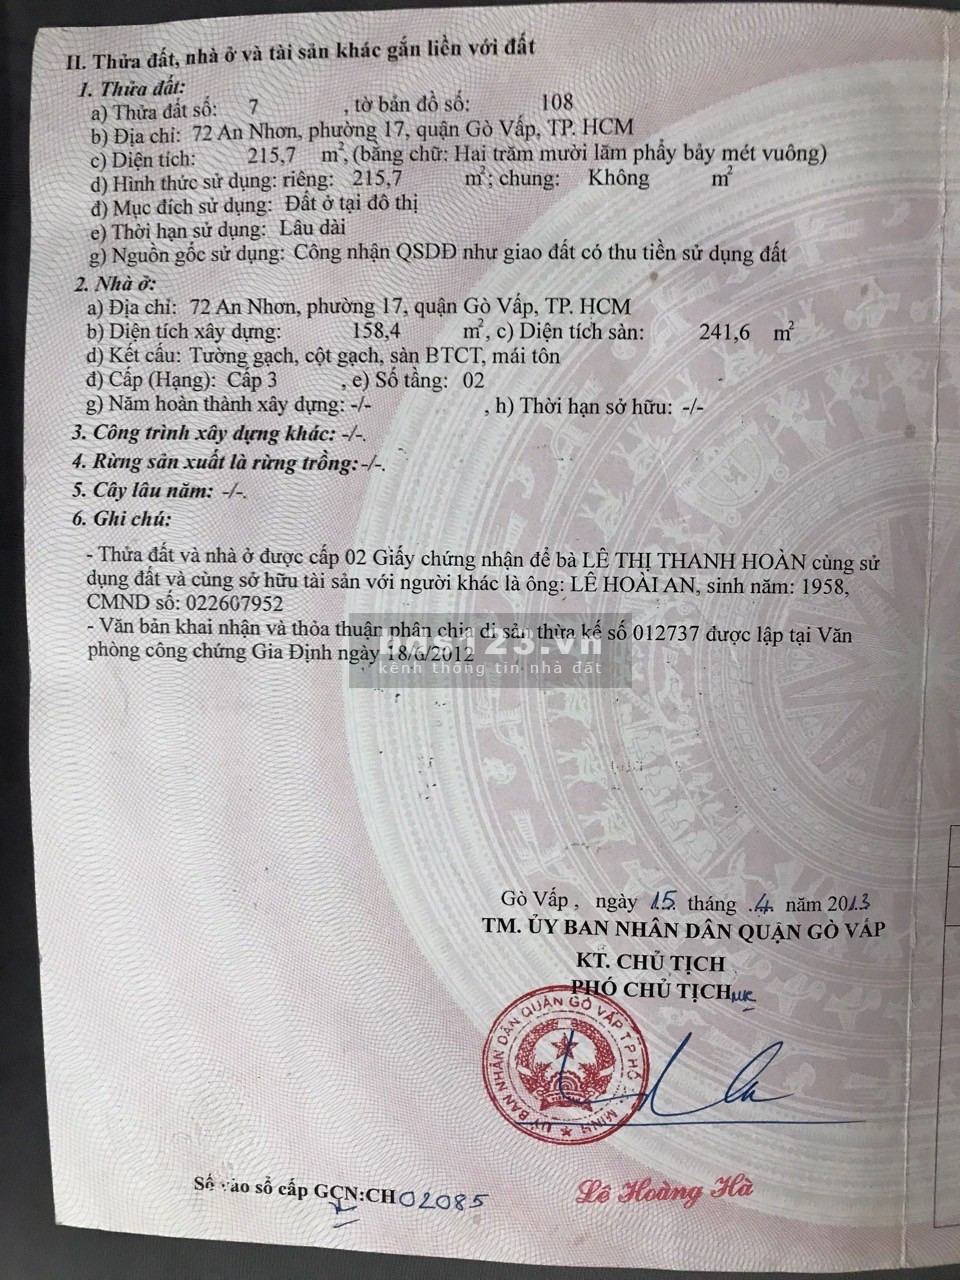 II. Thửa đất, nhà ở và tài sản khác gắn liền với đất
1. Thửa đất:
a) Thửa đất số: 7 , tờ bản đồ số: 108
b) Địa chỉ: 72 An Nhơn, phường 17, quận Gò Vấp, TP. HCM
c) Diện tích: 215,7 m², (bằng chữ: Hai trăm mười lăm phẩy bảy mét vuông)
d) Hình thức sử dụng: riêng: 215,7 m²; chung: Không m²
đ) Mục đích sử dụng: Đất ở tại đô thị
e) Thời hạn sử dụng: Lâu dài
g) Nguồn gốc sử dụng: Công nhận QSDĐ như giao đất có thu tiền sử dụng đất
2. Nhà ở:
a) Địa chỉ: 72 An Nhơn, phường 17, quận Gò Vấp, TP. HCM
b) Diện tích xây dựng: 158,4 m², c) Diện tích sàn: 241,6 m²
d) Kết cấu: Tường gạch, cột gạch, sàn BTCT, mái tôn
đ) Cấp (Hạng): Cấp 3 , e) Số tầng: 02
g) Năm hoàn thành xây dựng: -/- , h) Thời hạn sở hữu: -/-
3. Công trình xây dựng khác: -/-.
4. Rừng sản xuất là rừng trồng: -/-.
5. Cây lâu năm: -/-.
6. Ghi chú:
- Thửa đất và nhà ở được cấp 02 Giấy chứng nhận để bà LÊ THỊ THANH HOÀN cùng sử
dụng đất và cùng sở hữu tài sản với người khác là ông: LÊ HOÀI AN, sinh năm: 1958,
CMND số: 022607952
- Văn bản khai nhận và thỏa thuận phân chia di sản thừa kế số 012737 được lập tại Văn
phòng công chứng Gia Định ngày 18/6/2012
kênh thông tin nhà đất
Gò Vấp , ngày 15 tháng 4 năm 2013
TM. ỦY BAN NHÂN DÂN QUẬN GÒ VẤP
KT. CHỦ TỊCH
PHÓ CHỦ TỊCH
ỦY BAN NHÂN DÂN QUẬN GÒ VẤP TP HỒ CHÍ MINH
Số vào sổ cấp GCN:CH 02085
Lê Hoàng Hà